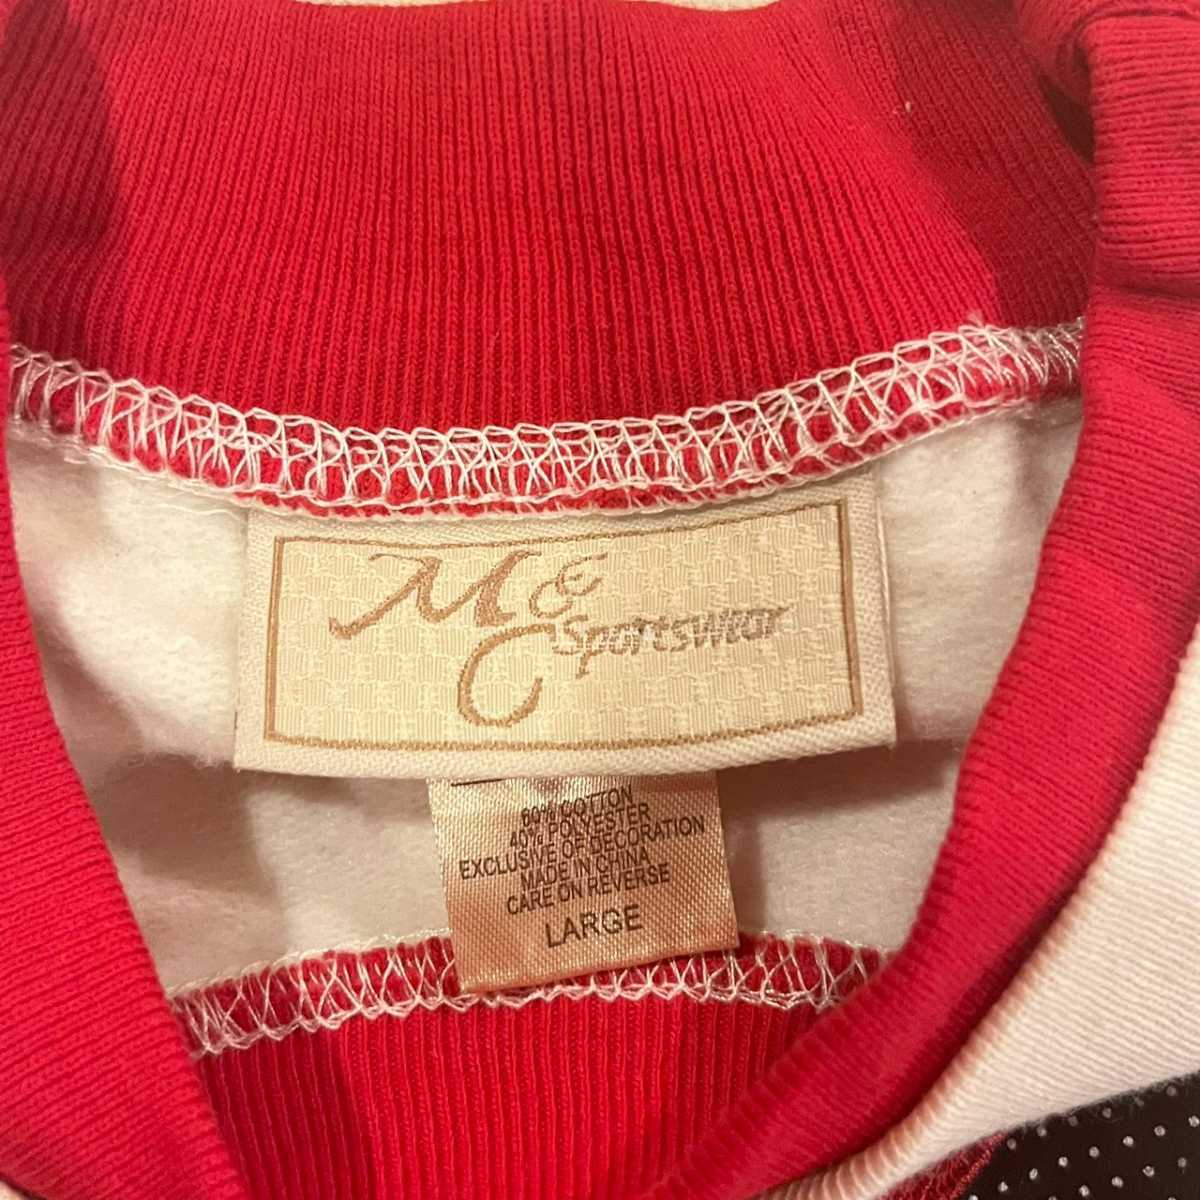 M & C Sportswear
60% COTTON
40% POLYESTER
EXCLUSIVE OF DECORATION
MADE IN CHINA
CARE ON REVERSE
LARGE